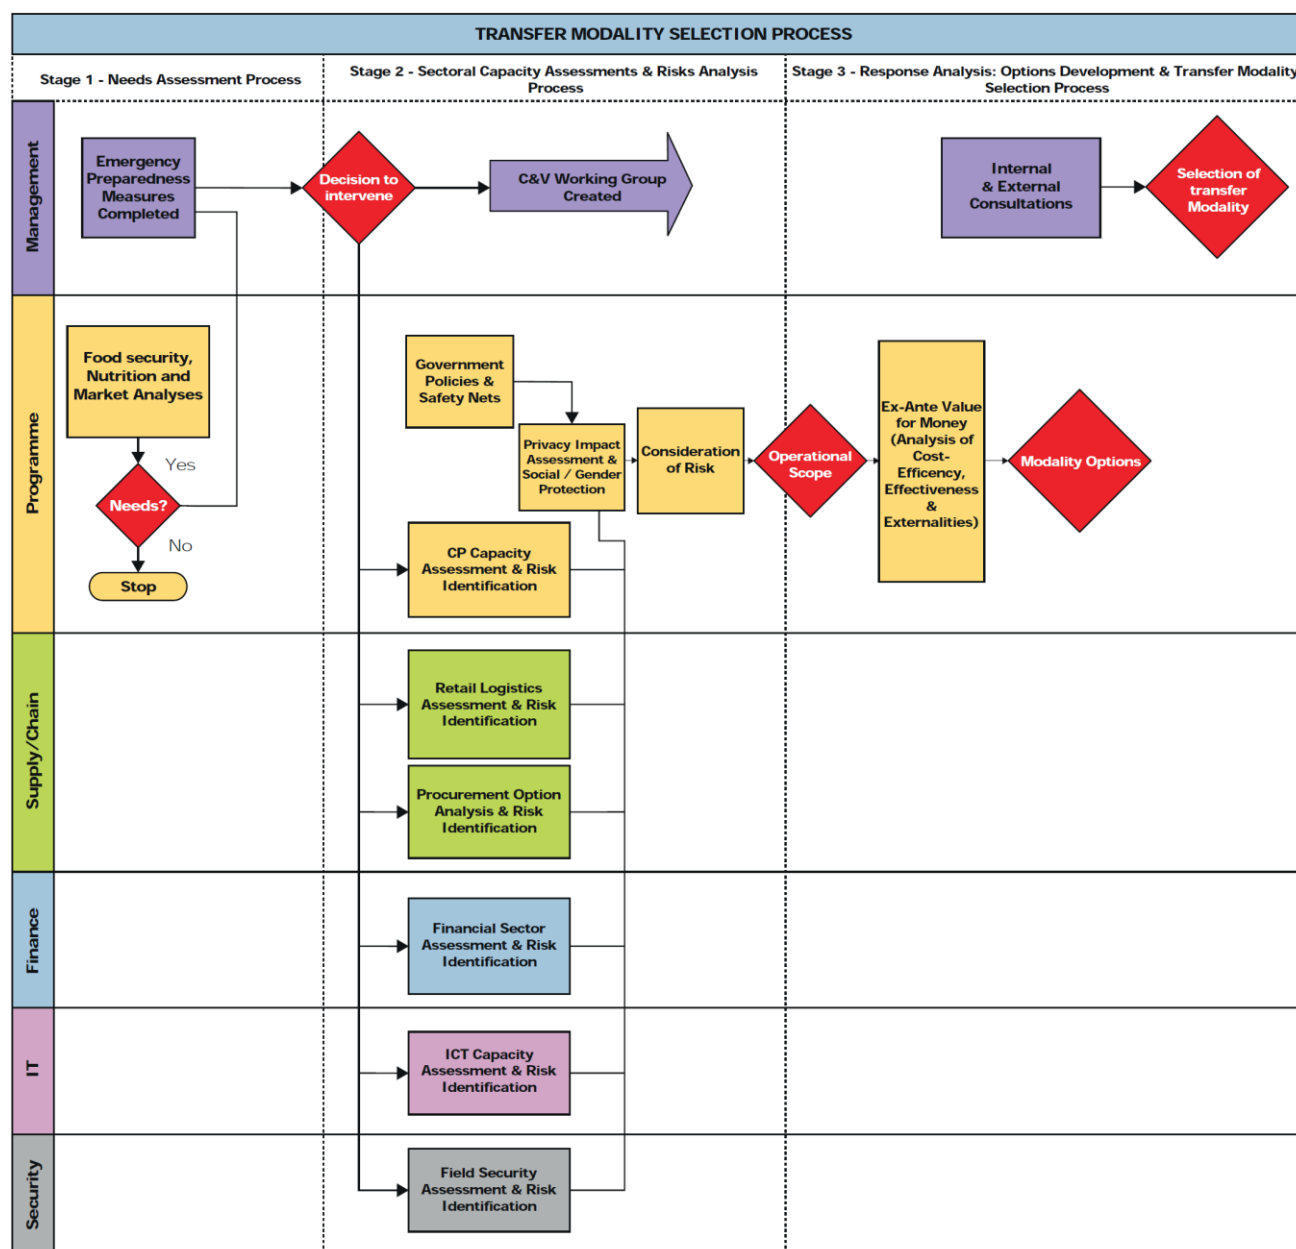 TRANSFER MODALITY SELECTION PROCESS
Stage 1 - Needs Assessment Process
Stage 2 - Sectoral Capacity Assessments & Risks Analysis
Process
Stage 3 - Response Analysis: Options Development & Transfer Modality
Selection Process
Management
Emergency
Preparedness
Measures
Completed
Decision to
intervene
C&V Working Group
Created
Internal
& External
Consultations
Selection of
transfer
Modality
Programme
Food security,
Nutrition and
Market Analyses
Yes
Needs?
No
Stop
Government
Policies &
Safety Nets
Privacy Impact
Assessment &
Social / Gender
Protection
Consideration
of Risk
Operational
Scope
Ex-Ante Value
for Money
(Analysis of
Cost-
Efficency,
Effectiveness
&
Externalities)
Modality Options
CP Capacity
Assessment & Risk
Identification
Supply/Chain
Retail Logistics
Assessment & Risk
Identification
Procurement Option
Analysis & Risk
Identification
Finance
Financial Sector
Assessment & Risk
Identification
IT
ICT Capacity
Assessment & Risk
Identification
Security
Field Security
Assessment & Risk
Identification